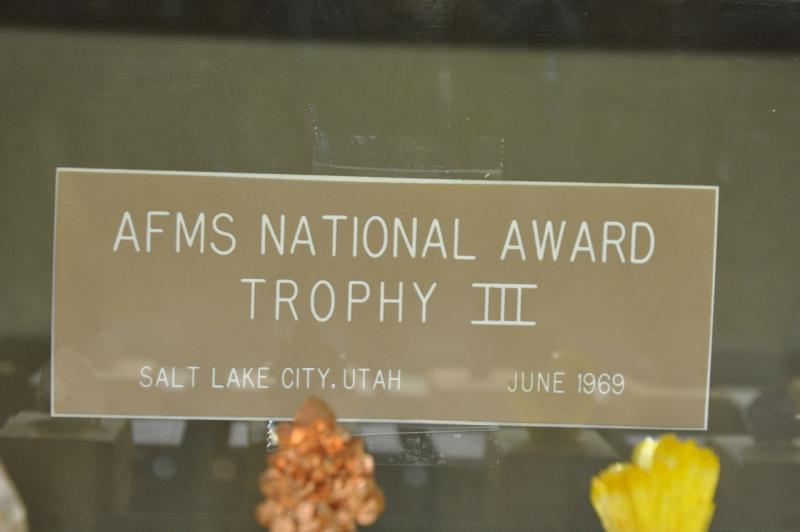 AFMS NATIONAL AWARD
TROPHY III
SALT LAKE CITY, UTAH JUNE 1969